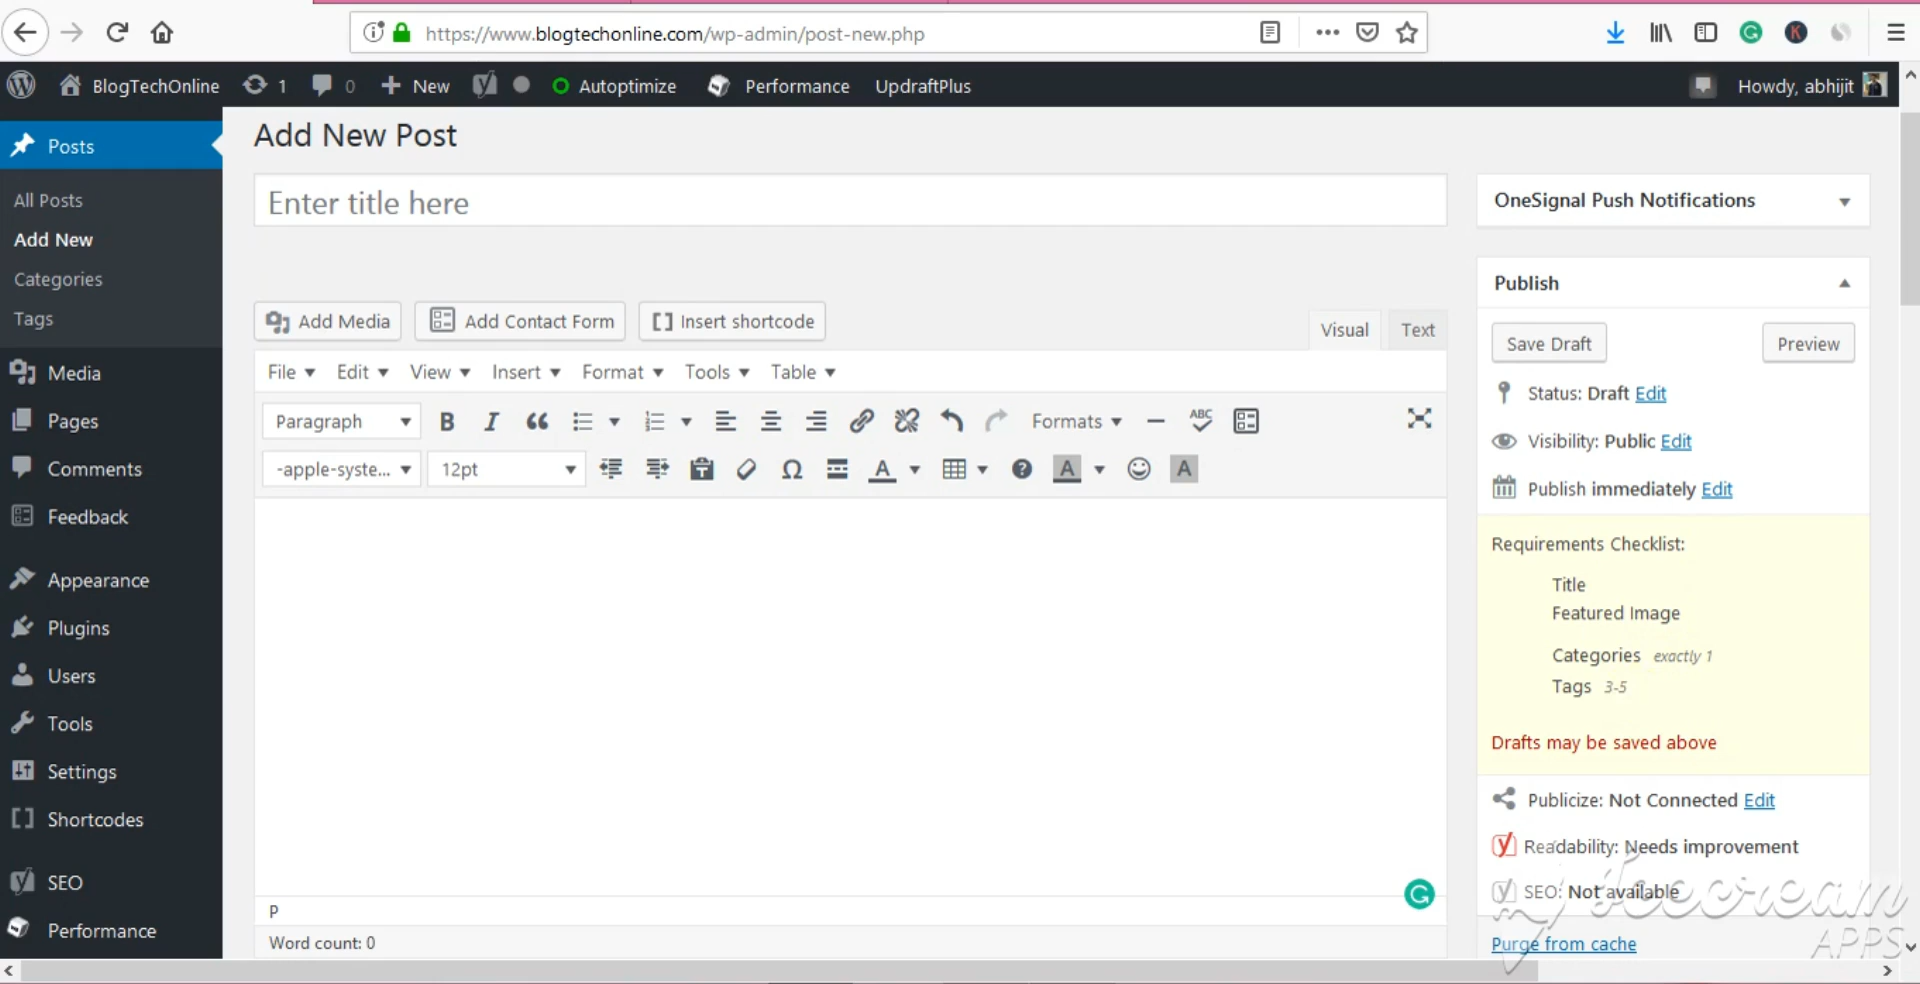 https://www.blogtechonline.com/wp-admin/post-new.php
BlogTechOnline 1 0 New Autoptimize Performance UpdraftPlus Howdy, abhijit
Posts
All Posts
Add New
Categories
Tags
Media
Pages
Comments
Feedback
Appearance
Plugins
Users
Tools
Settings
Shortcodes
SEO
Performance
Add New Post
Enter title here
Add Media Add Contact Form Insert shortcode Visual Text
File Edit View Insert Format Tools Table
Paragraph B I Formats ABC
-apple-syste... 12pt Ω A A A
P
Word count: 0
OneSignal Push Notifications
Publish
Save Draft Preview
Status: Draft Edit
Visibility: Public Edit
Publish immediately Edit
Requirements Checklist:
Title
Featured Image
Categories exactly 1
Tags 3-5
Drafts may be saved above
Publicize: Not Connected Edit
Readability: Needs improvement
SEO: Not available
Purge from cache
Icecream
APPS